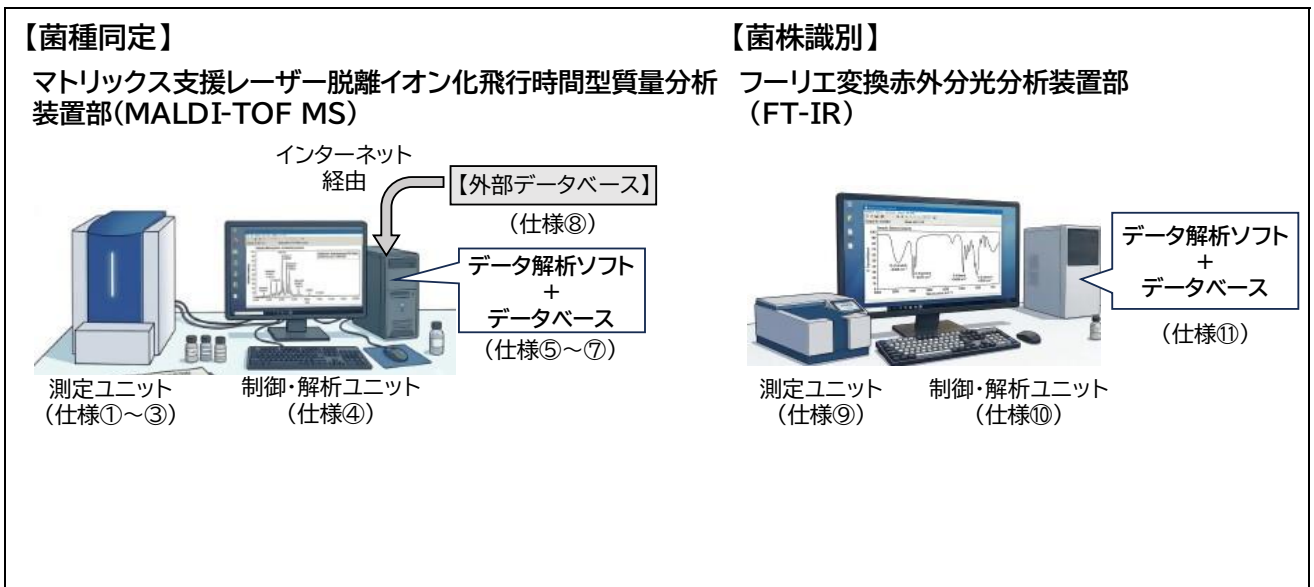 【菌種同定】
マトリックス支援レーザー脱離イオン化飛行時間型質量分析
装置部(MALDI-TOF MS)
インターネット
経由
【外部データベース】
（仕様⑧）
データ解析ソフト
+
データベース
（仕様⑤～⑦）
測定ユニット
（仕様①～③）
制御・解析ユニット
（仕様④）
【菌株識別】
フーリエ変換赤外分光分析装置部
（FT-IR）
データ解析ソフト
+
データベース
（仕様⑪）
測定ユニット
（仕様⑨）
制御・解析ユニット
（仕様⑩）